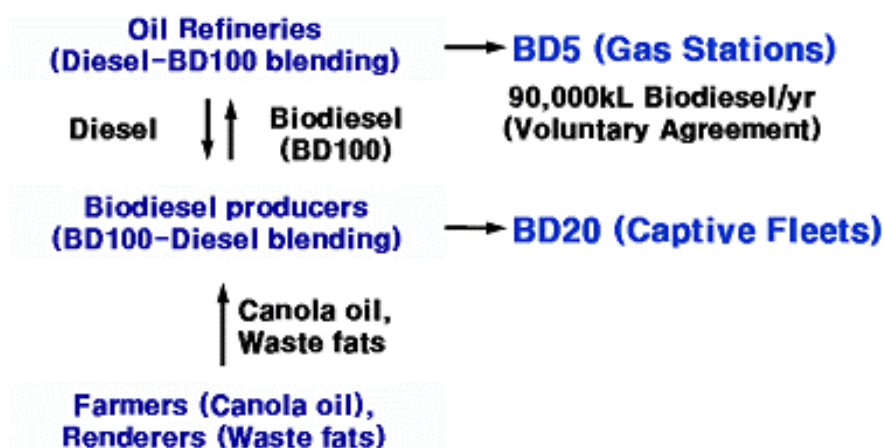 Oil Refineries
(Diesel-BD100 blending)
BD5 (Gas Stations)
90,000kL Biodiesel/yr
(Voluntary Agreement)
Diesel
Biodiesel
(BD100)
Biodiesel producers
(BD100-Diesel blending)
BD20 (Captive Fleets)
Canola oil,
Waste fats
Farmers (Canola oil),
Renderers (Waste fats)